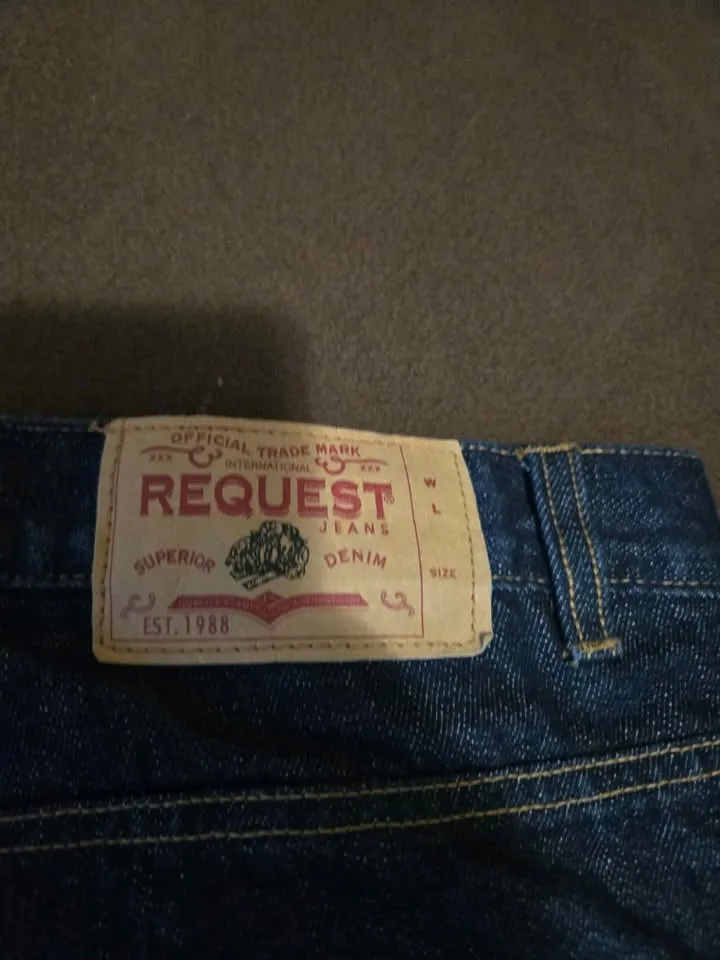 OFFICIAL TRADE MARK
XXX XXX
INTERNATIONAL
REQUEST®
JEANS
SUPERIOR DENIM
EST. 1988
W
L
SIZE